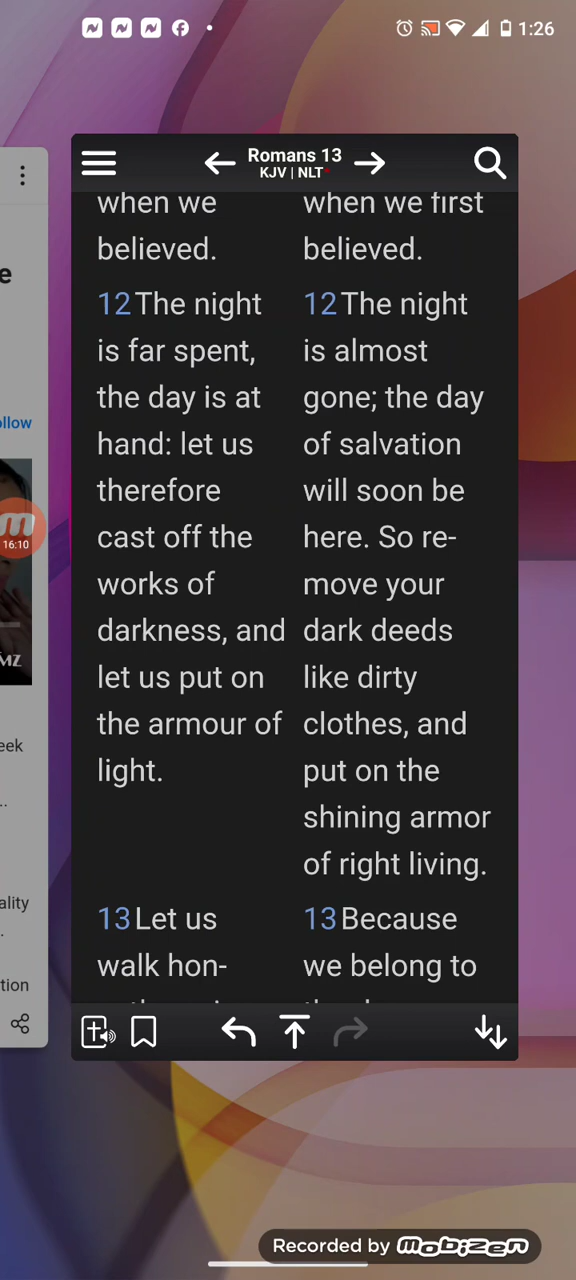 1:26
Romans 13
KJV | NLT*
when we
believed.
12 The night
is far spent,
the day is at
hand: let us
therefore
cast off the
works of
darkness, and
let us put on
the armour of
light.
13 Let us
walk hon-
when we first
believed.
12 The night
is almost
gone; the day
of salvation
will soon be
here. So re-
move your
dark deeds
like dirty
clothes, and
put on the
shining armor
of right living.
13 Because
we belong to
e
ollow
m
16:10
MZ
eek
..
ality
.
tion
Recorded by mobizen